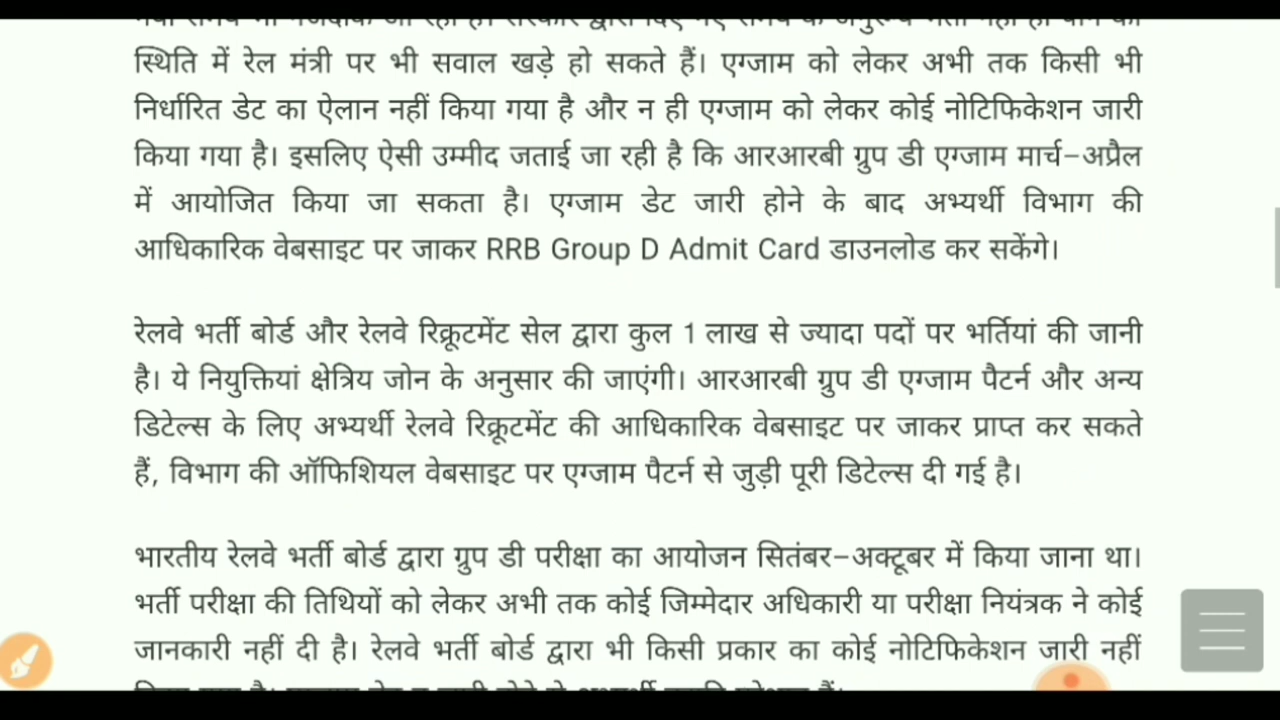 स्थिति में रेल मंत्री पर भी सवाल खड़े हो सकते हैं। एग्जाम को लेकर अभी तक किसी भी
निर्धारित डेट का ऐलान नहीं किया गया है और न ही एग्जाम को लेकर कोई नोटिफिकेशन जारी
किया गया है। इसलिए ऐसी उम्मीद जताई जा रही है कि आरआरबी ग्रुप डी एग्जाम मार्च-अप्रैल
में आयोजित किया जा सकता है। एग्जाम डेट जारी होने के बाद अभ्यर्थी विभाग की
आधिकारिक वेबसाइट पर जाकर RRB Group D Admit Card डाउनलोड कर सकेंगे।
रेलवे भर्ती बोर्ड और रेलवे रिक्रूटमेंट सेल द्वारा कुल 1 लाख से ज्यादा पदों पर भर्तियां की जानी
है। ये नियुक्तियां क्षेत्रिय जोन के अनुसार की जाएंगी। आरआरबी ग्रुप डी एग्जाम पैटर्न और अन्य
डिटेल्स के लिए अभ्यर्थी रेलवे रिक्रूटमेंट की आधिकारिक वेबसाइट पर जाकर प्राप्त कर सकते
हैं, विभाग की ऑफिशियल वेबसाइट पर एग्जाम पैटर्न से जुड़ी पूरी डिटेल्स दी गई है।
भारतीय रेलवे भर्ती बोर्ड द्वारा ग्रुप डी परीक्षा का आयोजन सितंबर-अक्टूबर में किया जाना था।
भर्ती परीक्षा की तिथियों को लेकर अभी तक कोई जिम्मेदार अधिकारी या परीक्षा नियंत्रक ने कोई
जानकारी नहीं दी है। रेलवे भर्ती बोर्ड द्वारा भी किसी प्रकार का कोई नोटिफिकेशन जारी नहीं